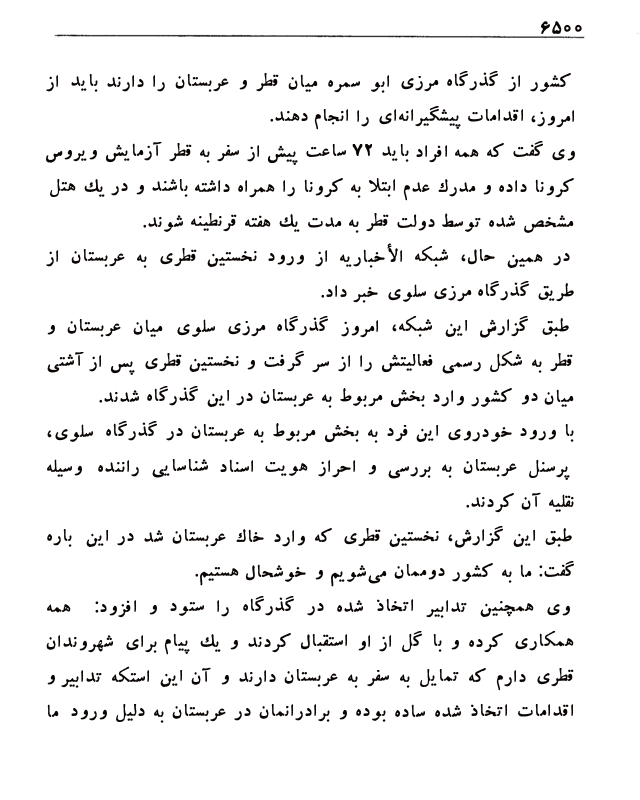 ۶۵۰۰
کشور از گذرگاه مرزی ابو سمره میان قطر و عربستان را دارند باید از
امروز، اقدامات پیشگیرانه‌ای را انجام دهند.
وی گفت که همه افراد باید ۷۲ ساعت پیش از سفر به قطر آزمایش ویروس
کرونا داده و مدرك عدم ابتلا به کرونا را همراه داشته باشند و در یك هتل
مشخص شده توسط دولت قطر به مدت یك هفته قرنطینه شوند.
در همین حال، شبکه الأخباریه از ورود نخستین قطری به عربستان از
طریق گذرگاه مرزی سلوی خبر داد.
طبق گزارش این شبکه، امروز گذرگاه مرزی سلوی میان عربستان و
قطر به شکل رسمی فعالیتش را از سر گرفت و نخستین قطری پس از آشتی
میان دو کشور وارد بخش مربوط به عربستان در این گذرگاه شدند.
با ورود خودروی این فرد به بخش مربوط به عربستان در گذرگاه سلوی،
پرسنل عربستان به بررسی و احراز هویت اسناد شناسایی راننده وسیله
نقلیه آن کردند.
طبق این گزارش، نخستین قطری که وارد خاك عربستان شد در این باره
گفت: ما به کشور دوممان می‌شویم و خوشحال هستیم.
وی همچنین تدابیر اتخاذ شده در گذرگاه را ستود و افزود: همه
همکاری کرده و با گل از او استقبال کردند و یك پیام برای شهروندان
قطری دارم که تمایل به سفر به عربستان دارند و آن این استکه تدابیر و
اقدامات اتخاذ شده ساده بوده و برادرانمان در عربستان به دلیل ورود ما